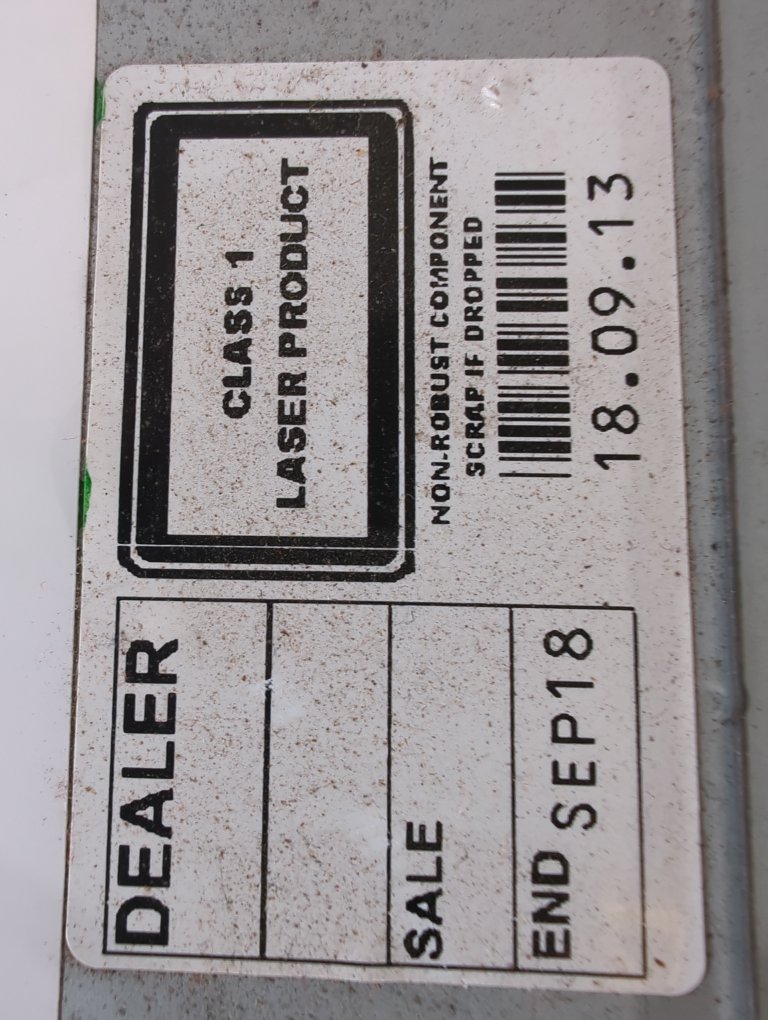 DEALER
SALE
END SEP18
CLASS 1
LASER PRODUCT
NON-ROBUST COMPONENT
SCRAP IF DROPPED
18.09.13